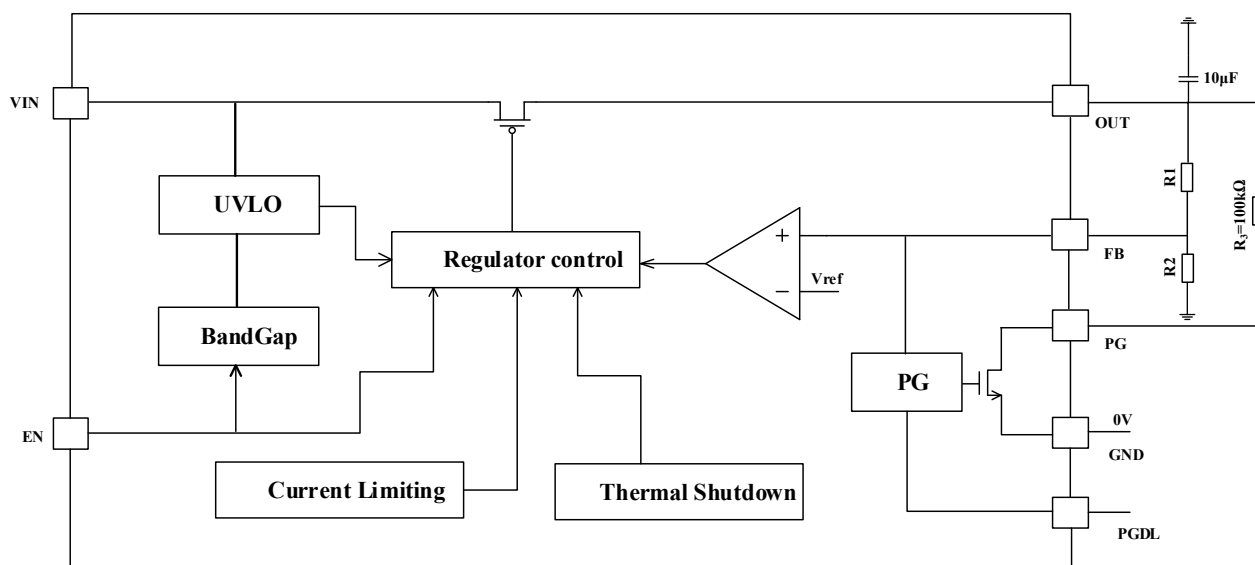 VIN
10μF
OUT
UVLO
R1
R₃=100kΩ
+
Regulator control
FB
Vref
−
R2
BandGap
PG
PG
0V
EN
GND
Current Limiting
Thermal Shutdown
PGDL